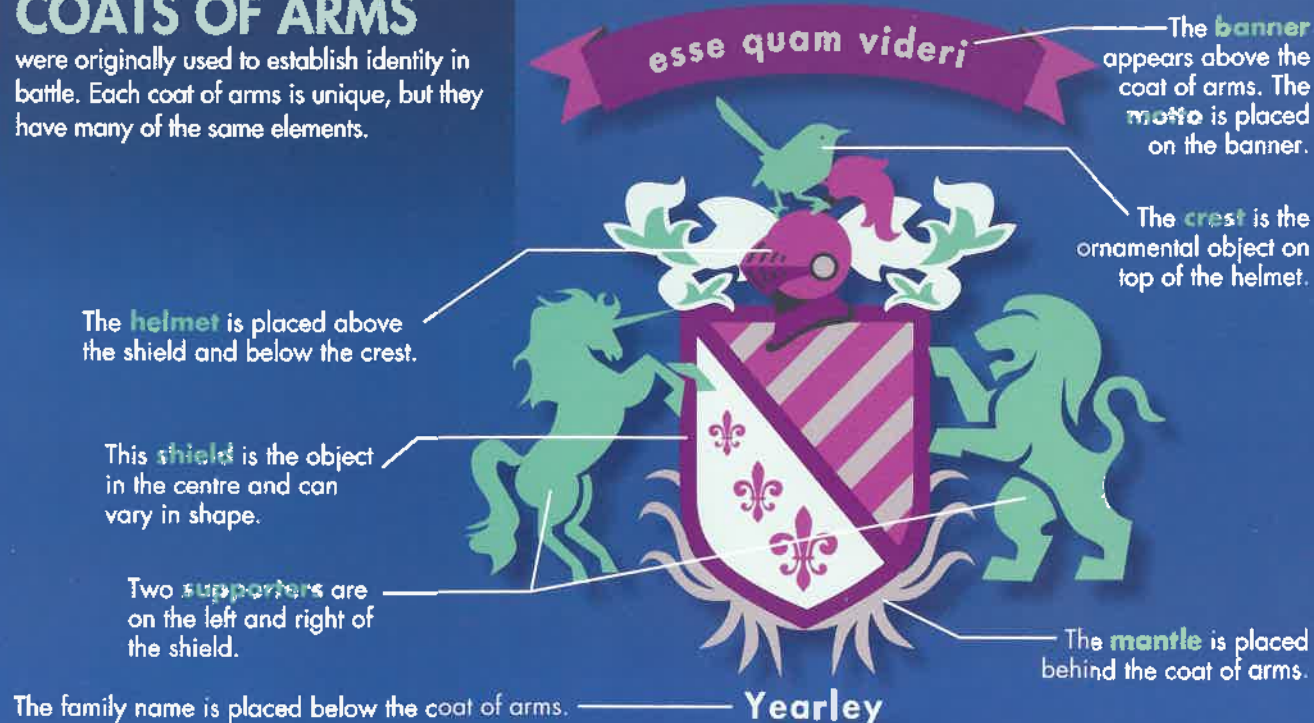 COATS OF ARMS
were originally used to establish identity in
battle. Each coat of arms is unique, but they
have many of the same elements.
esse quam videri
The banner
appears above the
coat of arms. The
motto is placed
on the banner.
The crest is the
ornamental object on
top of the helmet.
The helmet is placed above
the shield and below the crest.
This shield is the object
in the centre and can
vary in shape.
Two supporters are
on the left and right of
the shield.
The mantle is placed
behind the coat of arms.
The family name is placed below the coat of arms.
Yearley